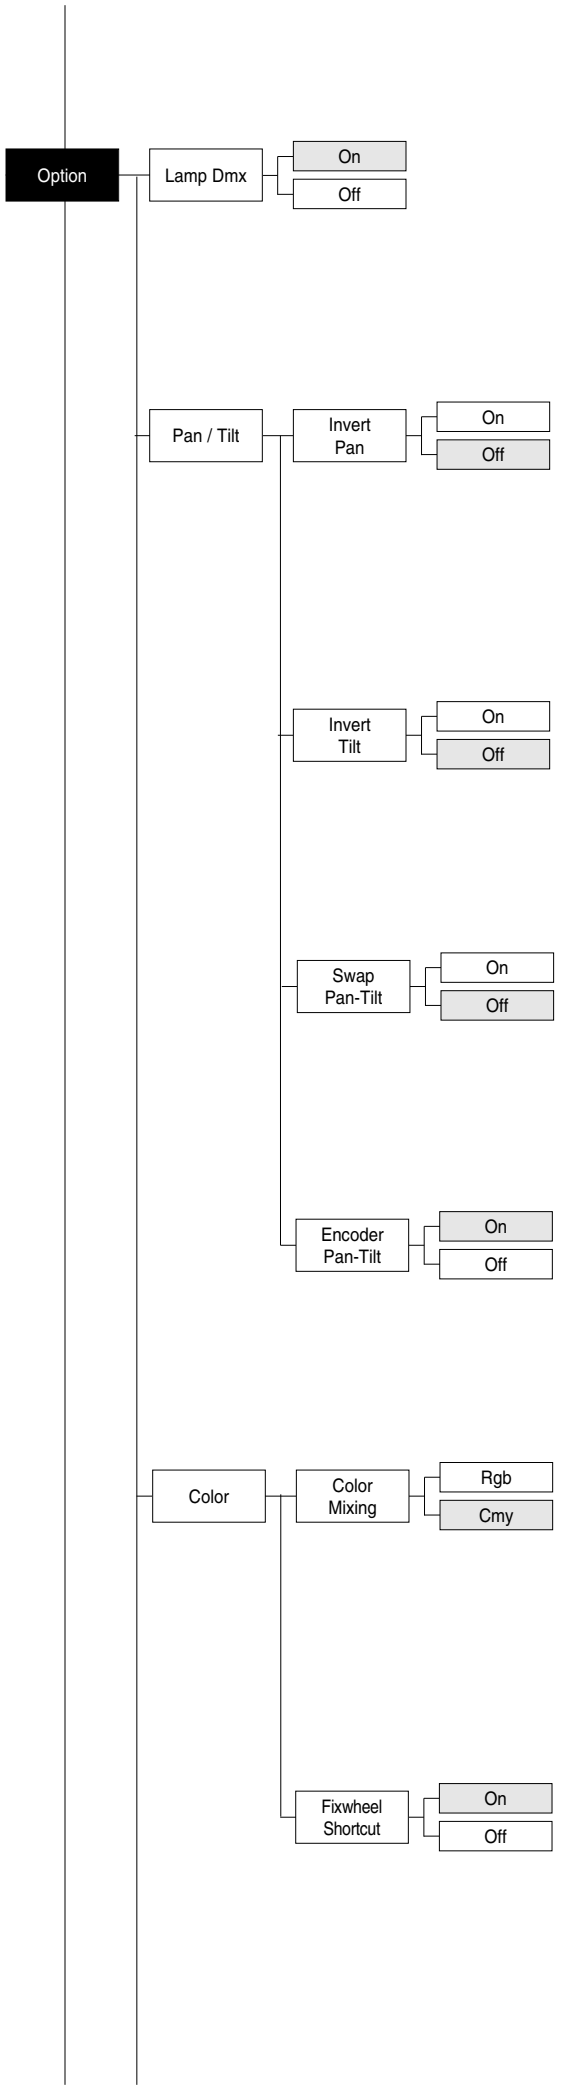 Option
Lamp Dmx
On
Off
Pan / Tilt
Invert
Pan
On
Off
Invert
Tilt
On
Off
Swap
Pan-Tilt
On
Off
Encoder
Pan-Tilt
On
Off
Color
Color
Mixing
Rgb
Cmy
Fixwheel
Shortcut
On
Off